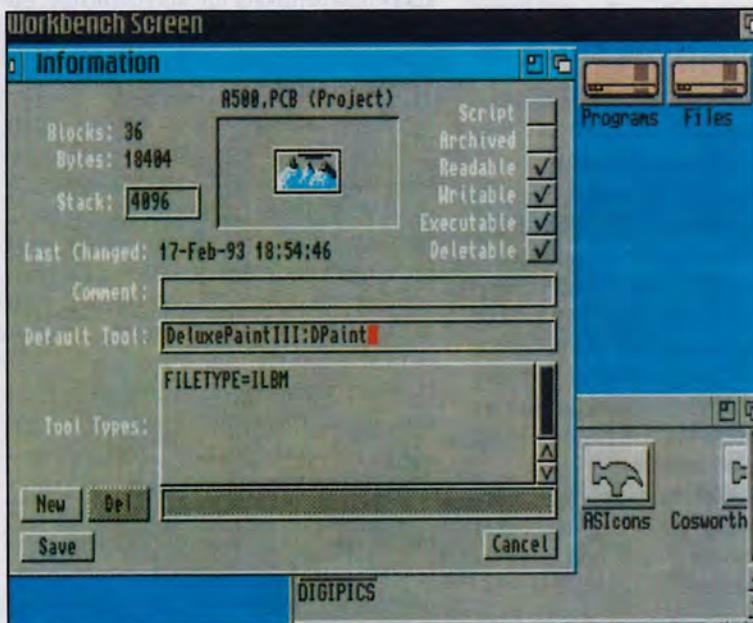 Workbench Screen
Information
A500.PCB (Project)
Blocks: 36
Bytes: 18404
Stack: 4096
Script
Archived
Readable
Writable
Executable
Deletable
Last Changed: 17-Feb-93 18:54:46
Comment:
Default Tool: DeluxePaintIII:DPaint
Tool Types: FILETYPE=ILBM
New Del
Save Cancel
Programs Files
ASIcons Cosworth
DIGIPICS